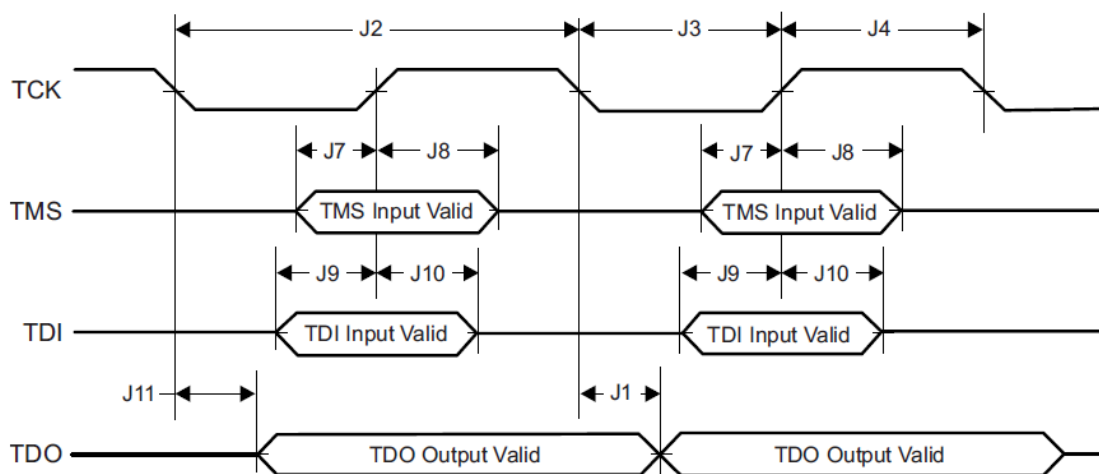 J2 J3 J4
TCK
J7 J8 J7 J8
TMS TMS Input Valid TMS Input Valid
J9 J10 J9 J10
TDI TDI Input Valid TDI Input Valid
J11 J1
TDO TDO Output Valid TDO Output Valid